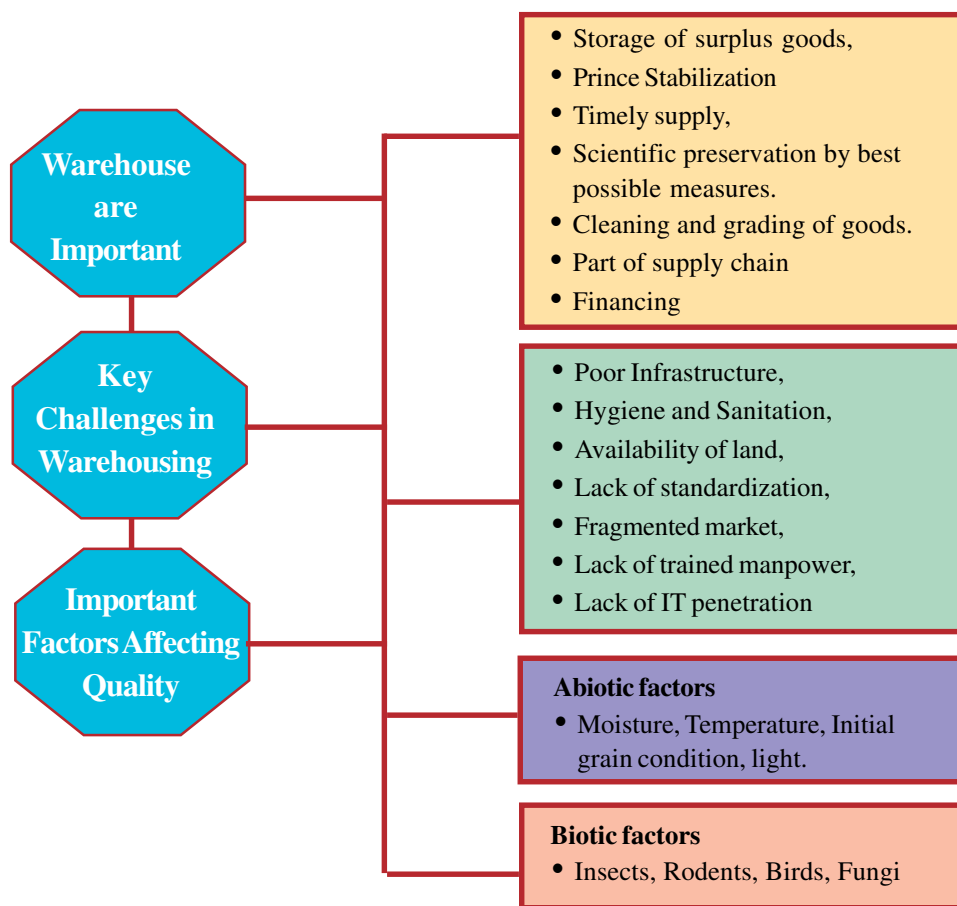 Warehouse
are
Important
Key
Challenges in
Warehousing
Important
Factors Affecting
Quality
• Storage of surplus goods,
• Prince Stabilization
• Timely supply,
• Scientific preservation by best
possible measures.
• Cleaning and grading of goods.
• Part of supply chain
• Financing
• Poor Infrastructure,
• Hygiene and Sanitation,
• Availability of land,
• Lack of standardization,
• Fragmented market,
• Lack of trained manpower,
• Lack of IT penetration
Abiotic factors
• Moisture, Temperature, Initial
grain condition, light.
Biotic factors
• Insects, Rodents, Birds, Fungi